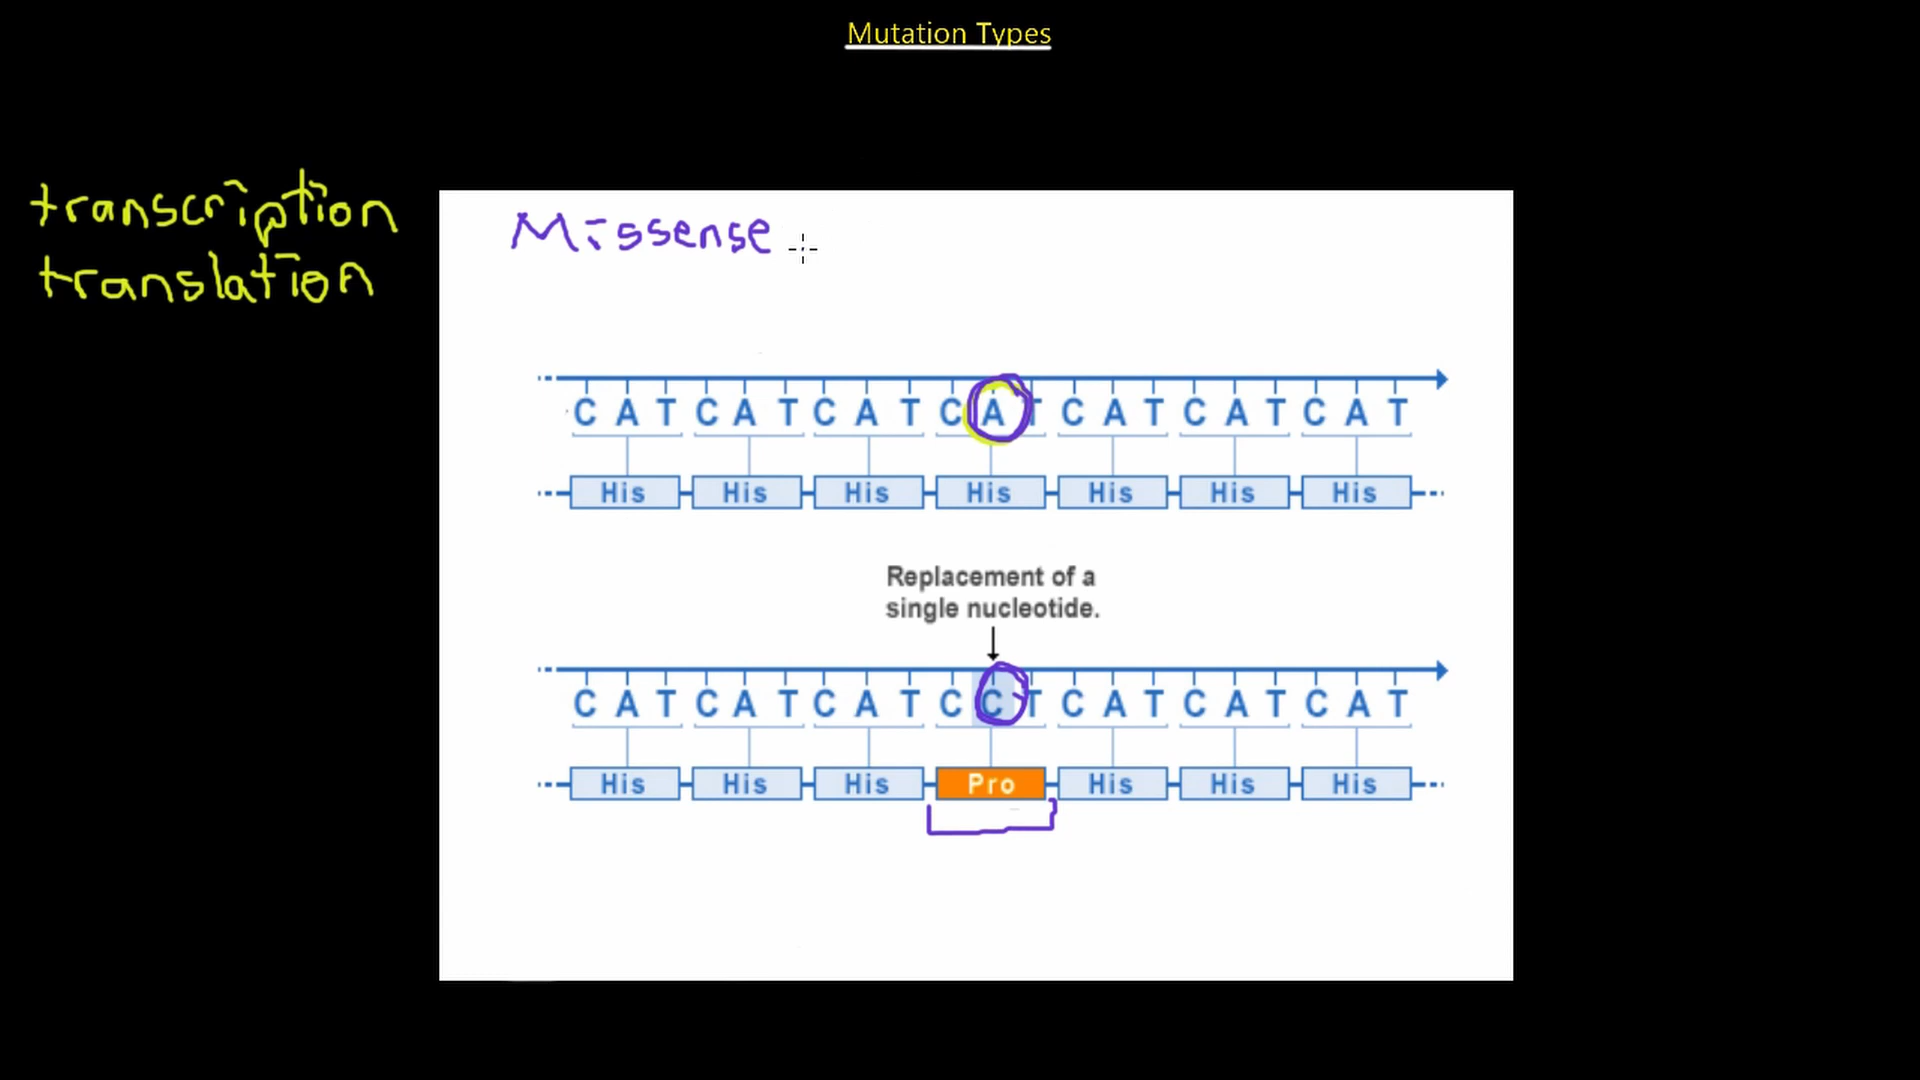 Mutation Types
transcription
translation
Missense
C A T C A T C A T C A T C A T C A T C A T
His His His His His His His
Replacement of a
single nucleotide.
C A T C A T C A T C C T C A T C A T C A T
His His His Pro His His His